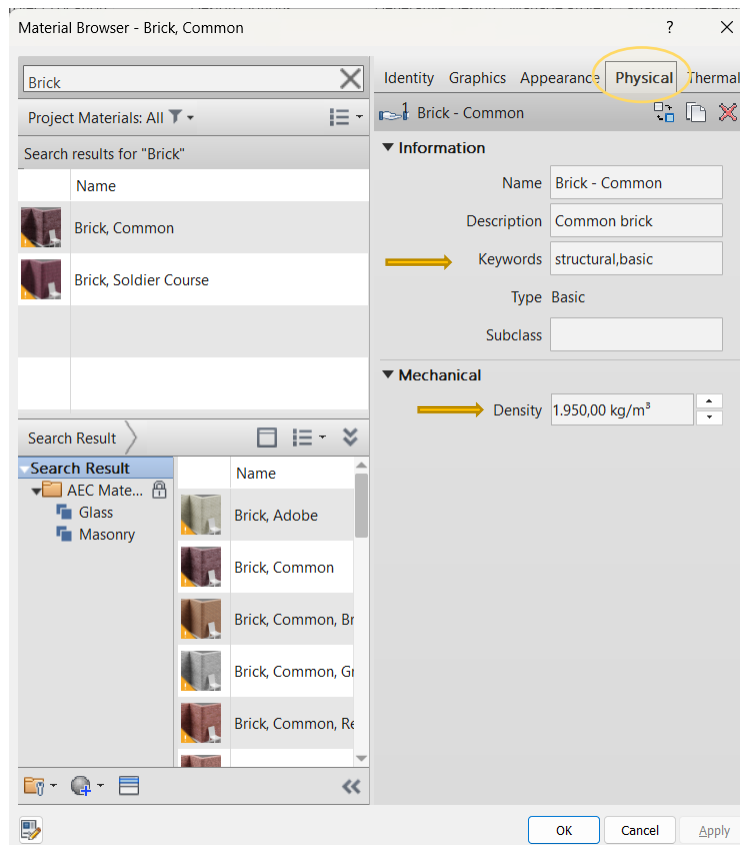 Material Browser - Brick, Common
?
Brick
Project Materials: All
Search results for "Brick"
Name
Brick, Common
Brick, Soldier Course
Search Result
Search Result
AEC Mate...
Glass
Masonry
Name
Brick, Adobe
Brick, Common
Brick, Common, Br
Brick, Common, Gr
Brick, Common, Re
Identity Graphics Appearance Physical Thermal
1 Brick - Common
Information
Name Brick - Common
Description Common brick
Keywords structural,basic
Type Basic
Subclass
Mechanical
Density 1.950,00 kg/m³
OK Cancel Apply